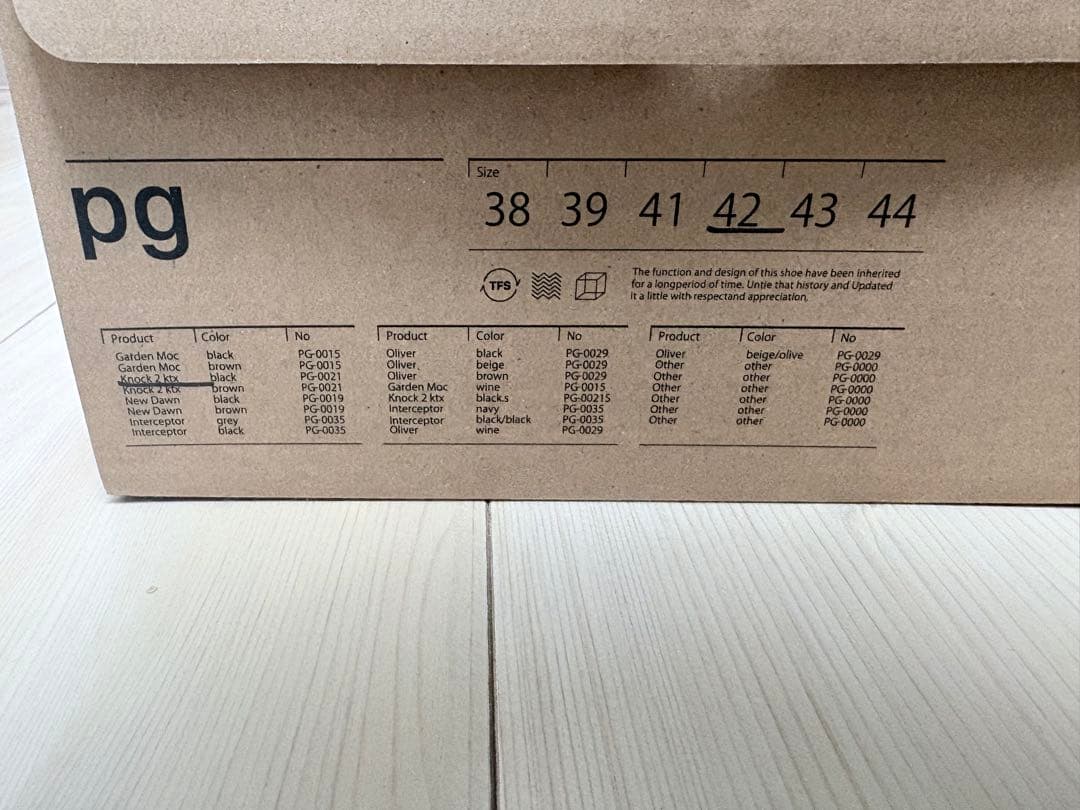 pg
Size
38 39 41 42 43 44
TFS
The function and design of this shoe have been inherited
for a longperiod of time. Untie that history and Updated
it a little with respectand appreciation,
Product Color No
Garden Moc black PG-0015
Garden Moc brown PG-0015
Knock 2 ktx black PG-0021
Knock 2 ktx brown PG-0021
New Dawn black PG-0019
New Dawn brown PG-0019
Interceptor grey PG-0035
Interceptor black PG-0035
Product Color No
Oliver black PG-0029
Oliver beige PG-0029
Oliver brown PG-0029
Garden Moc wine PG-0015
Knock 2 ktx black.s PG-0021S
Interceptor navy PG-0035
Interceptor black/black PG-0035
Oliver wine PG-0029
Product Color No
Oliver beige/olive PG-0029
Other other PG-0000
Other other PG-0000
Other other PG-0000
Other other PG-0000
Other other PG-0000
Other other PG-0000